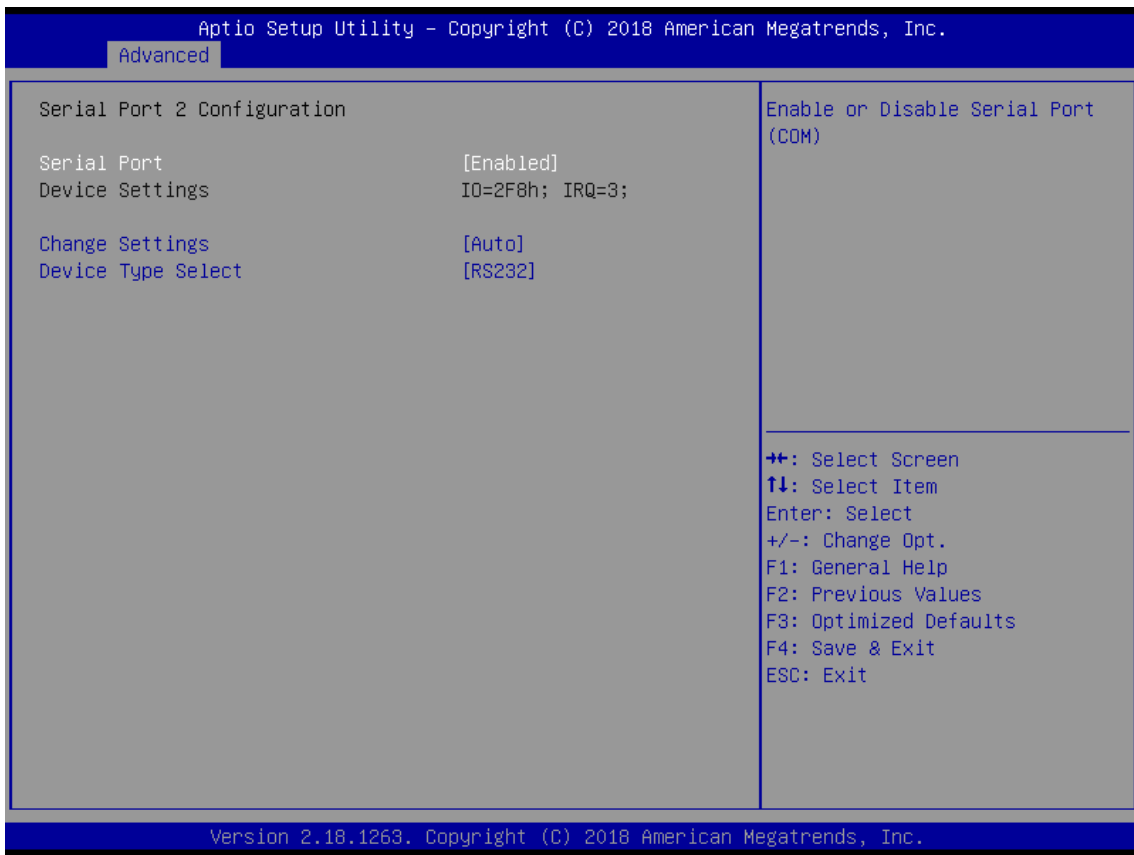 Aptio Setup Utility – Copyright (C) 2018 American Megatrends, Inc.
Advanced
Serial Port 2 Configuration
Serial Port [Enabled]
Device Settings IO=2F8h; IRQ=3;
Change Settings [Auto]
Device Type Select [RS232]
Enable or Disable Serial Port
(COM)
→←: Select Screen
↑↓: Select Item
Enter: Select
+/-: Change Opt.
F1: General Help
F2: Previous Values
F3: Optimized Defaults
F4: Save & Exit
ESC: Exit
Version 2.18.1263. Copyright (C) 2018 American Megatrends, Inc.